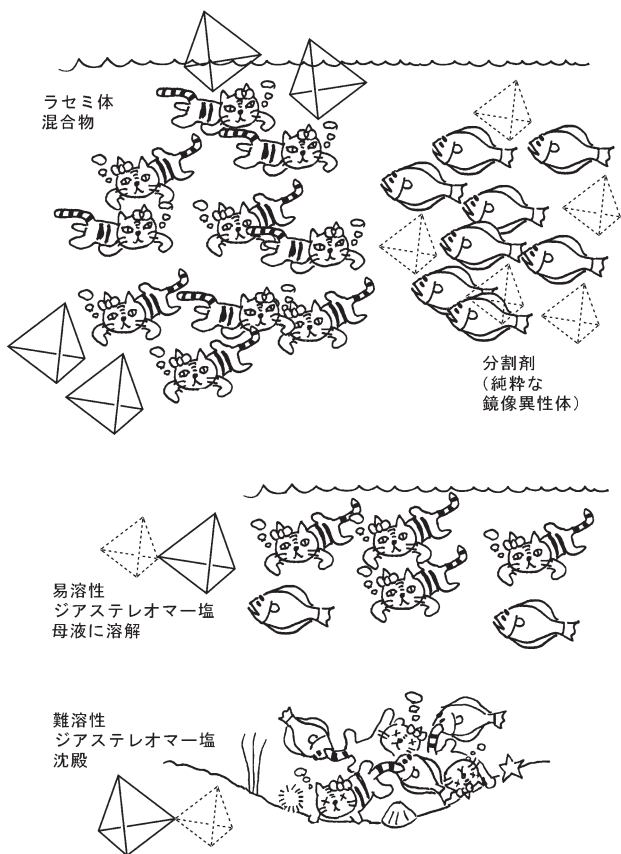 ラセミ体
混合物
分割剤
（純粋な
鏡像異性体）
易溶性
ジアステレオマー塩
母液に溶解
難溶性
ジアステレオマー塩
沈殿